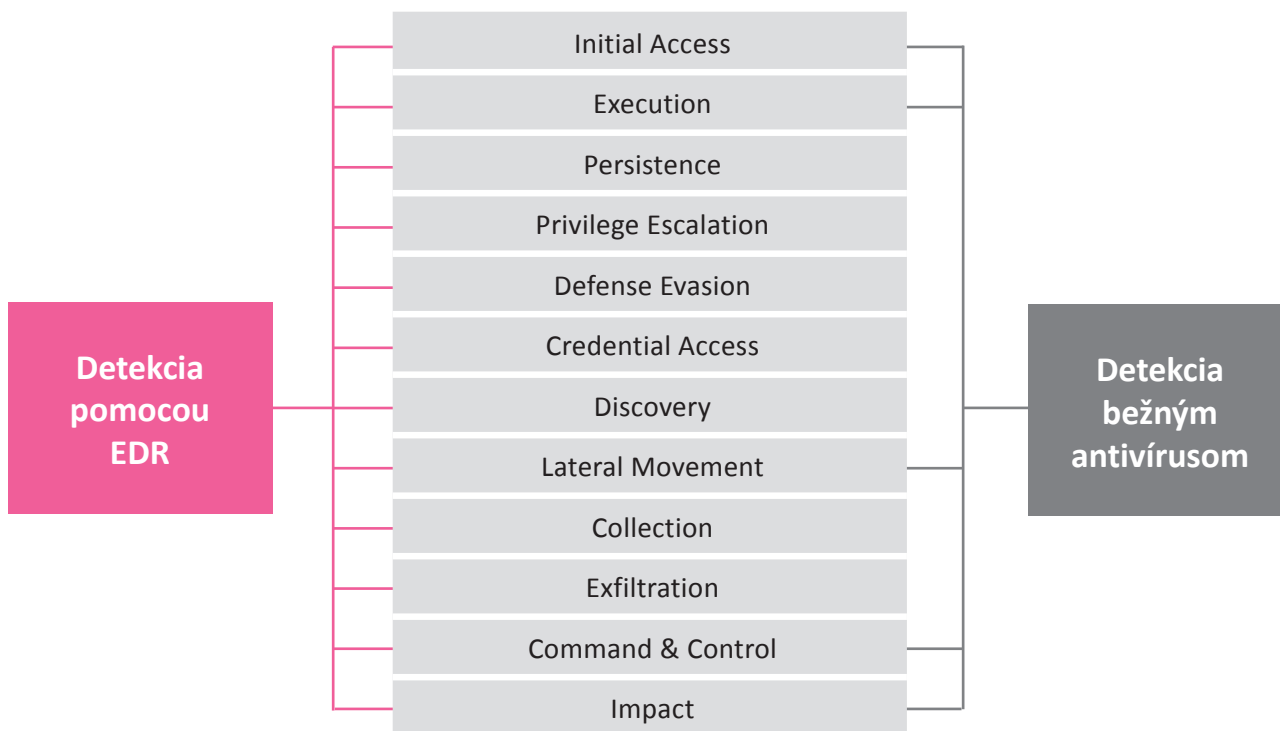 Initial Access
Execution
Persistence
Privilege Escalation
Defense Evasion
Credential Access
Discovery
Lateral Movement
Collection
Exfiltration
Command & Control
Impact
Detekcia
pomocou
EDR
Detekcia
bežným
antivírusom